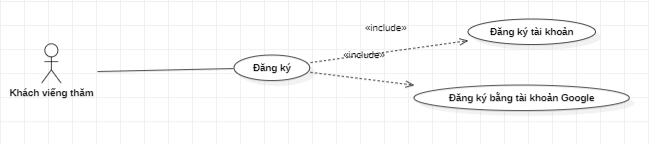 «include»
Đăng ký tài khoản
«include»
Đăng ký
Khách viếng thăm
Đăng ký bằng tài khoản Google